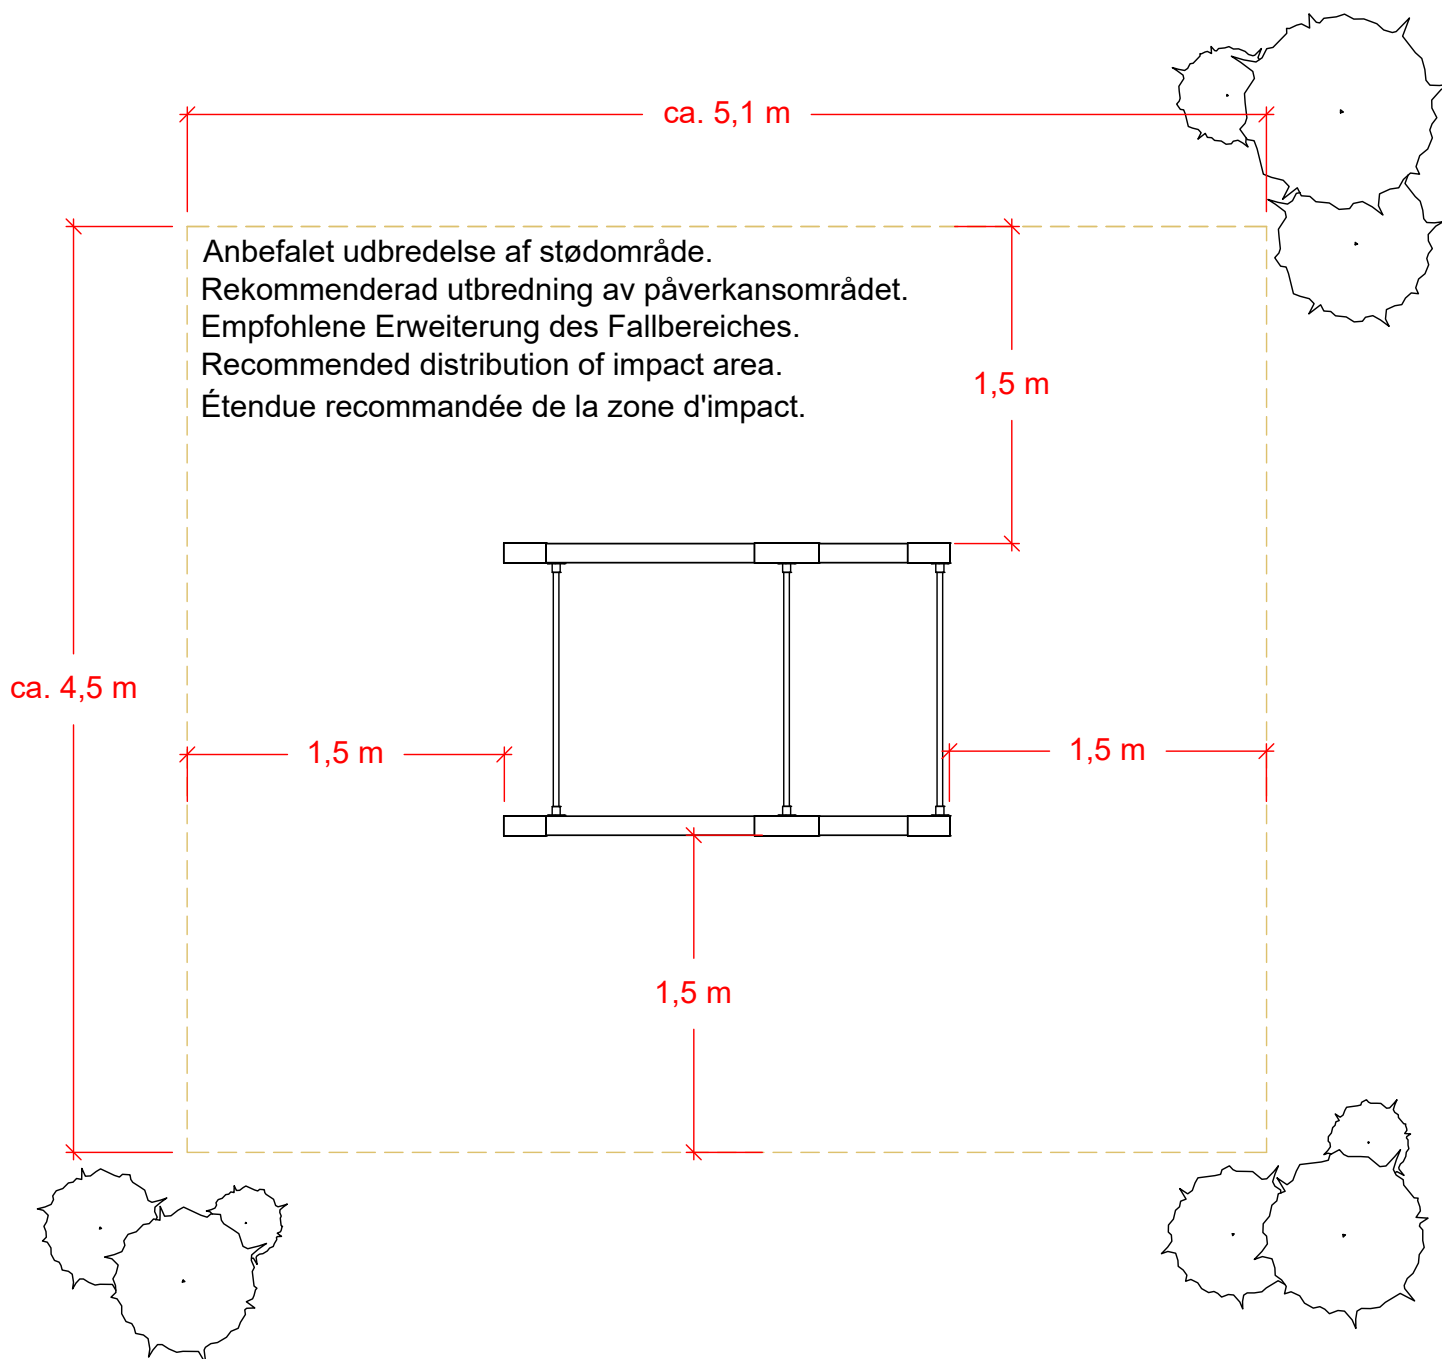 ca. 5,1 m
Anbefalet udbredelse af stødområde.
Rekommenderad utbredning av påverkansområdet.
Empfohlene Erweiterung des Fallbereiches.
Recommended distribution of impact area.
Étendue recommandée de la zone d'impact.
1,5 m
ca. 4,5 m
1,5 m
1,5 m
1,5 m